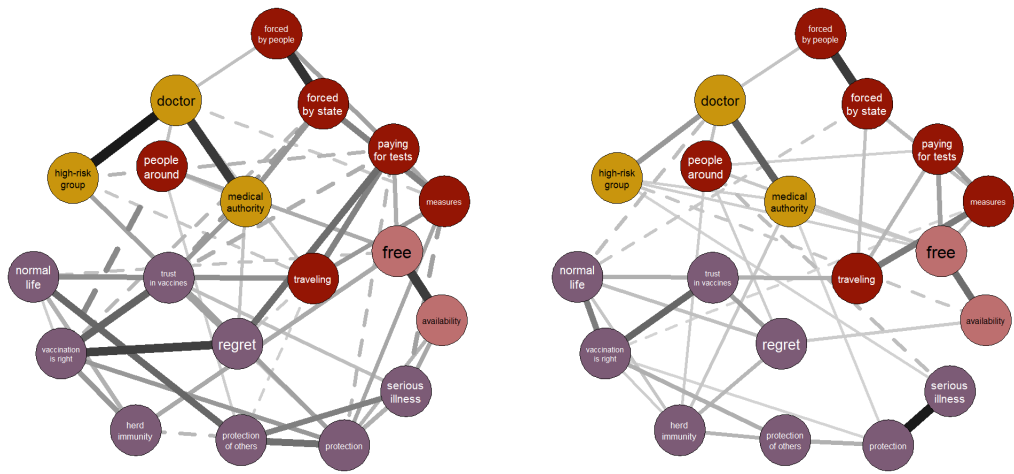 forced
by people
doctor
forced
by state
paying
for tests
people
around
high-risk
group
medical
authority
measures
free
normal
life
trust
in vaccines
traveling
availability
vaccination
is right
regret
serious
illness
herd
immunity
protection
of others
protection
forced
by people
doctor
forced
by state
paying
for tests
people
around
high-risk
group
medical
authority
measures
free
normal
life
trust
in vaccines
traveling
availability
vaccination
is right
regret
serious
illness
herd
immunity
protection
of others
protection